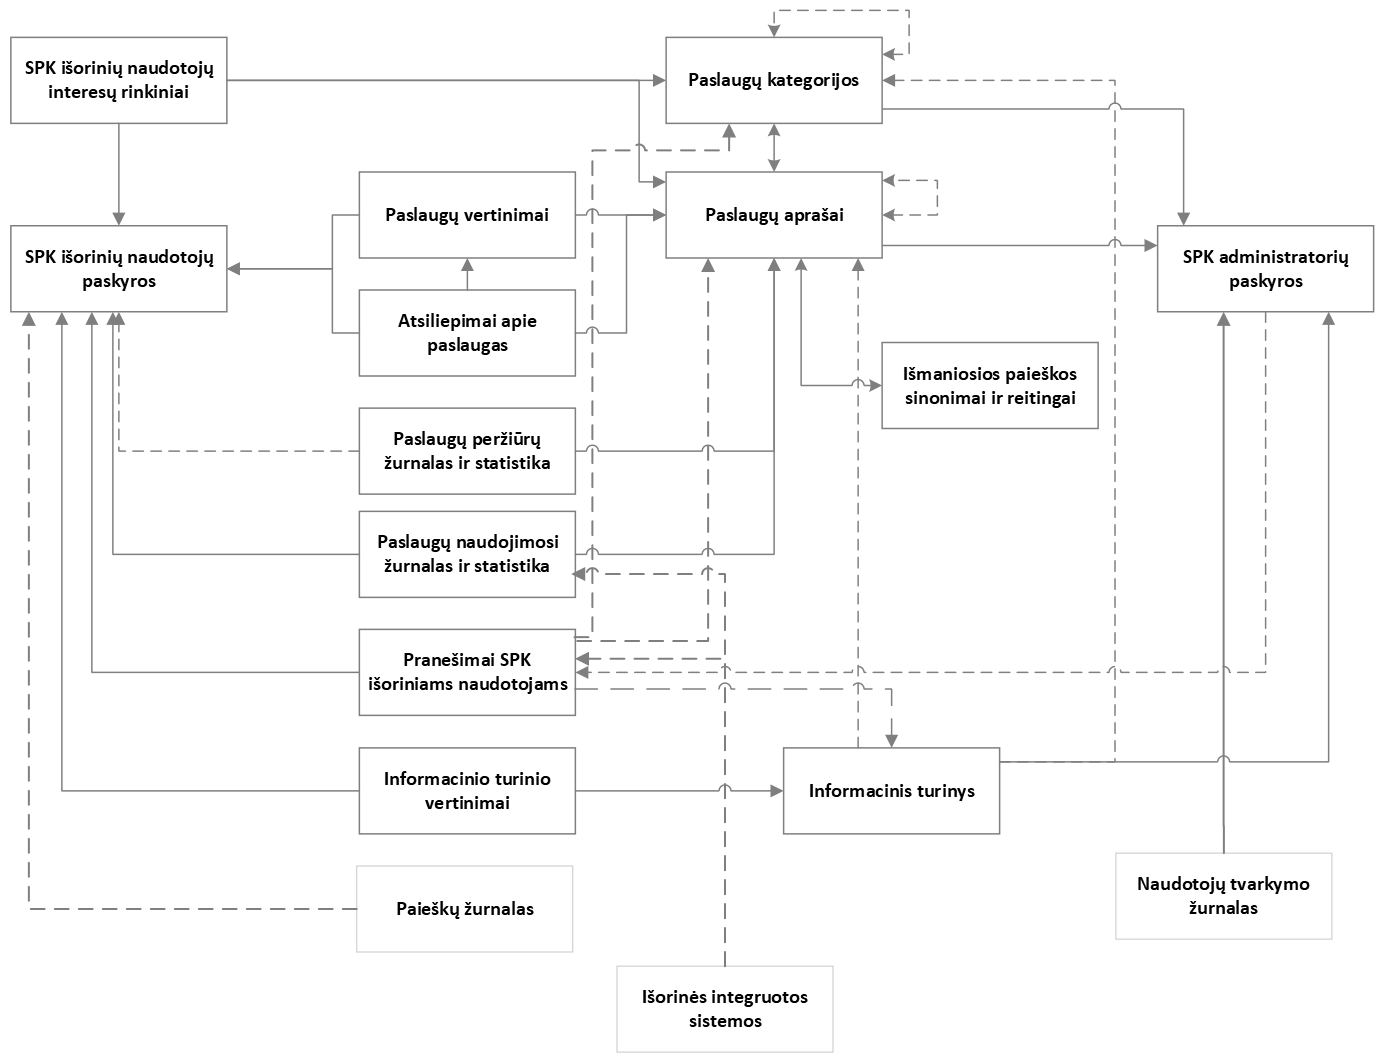 SPK išorinių naudotojų
interesų rinkiniai
Paslaugų kategorijos
Paslaugų vertinimai
Paslaugų aprašai
SPK išorinių naudotojų
paskyros
SPK administratorių
paskyros
Atsiliepimai apie
paslaugas
Išmaniosios paieškos
sinonimai ir reitingai
Paslaugų peržiūrų
žurnalas ir statistika
Paslaugų naudojimosi
žurnalas ir statistika
Pranešimai SPK
išoriniams naudotojams
Informacinio turinio
vertinimai
Informacinis turinys
Naudotojų tvarkymo
žurnalas
Paieškų žurnalas
Išorinės integruotos
sistemos